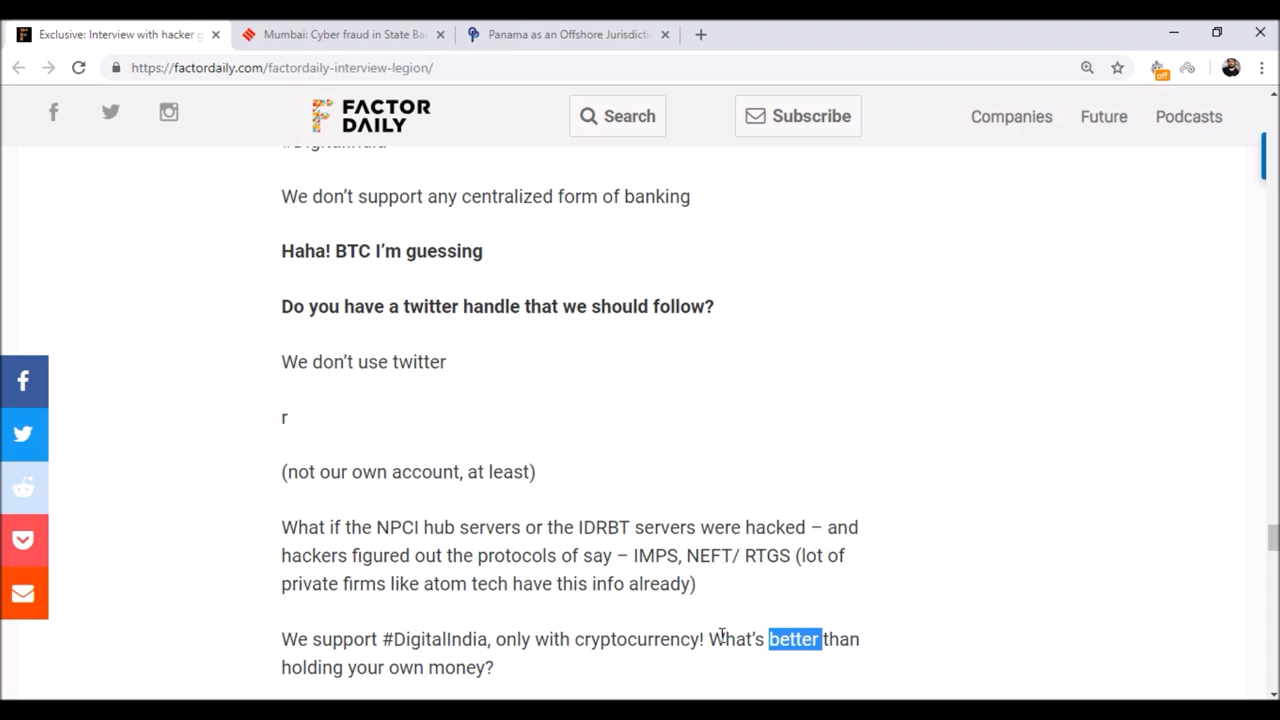 Exclusive: Interview with hacker g
Mumbai: Cyber fraud in State Ba
Panama as an Offshore Jurisdicti
https://factordaily.com/factordaily-interview-legion/
off
FACTOR
DAILY
Search
Subscribe
Companies
Future
Podcasts
#DigitalIndia
We don’t support any centralized form of banking
Haha! BTC I’m guessing
Do you have a twitter handle that we should follow?
We don’t use twitter
r
(not our own account, at least)
What if the NPCI hub servers or the IDRBT servers were hacked – and
hackers figured out the protocols of say – IMPS, NEFT/ RTGS (lot of
private firms like atom tech have this info already)
We support #DigitalIndia, only with cryptocurrency! What’s better than
holding your own money?